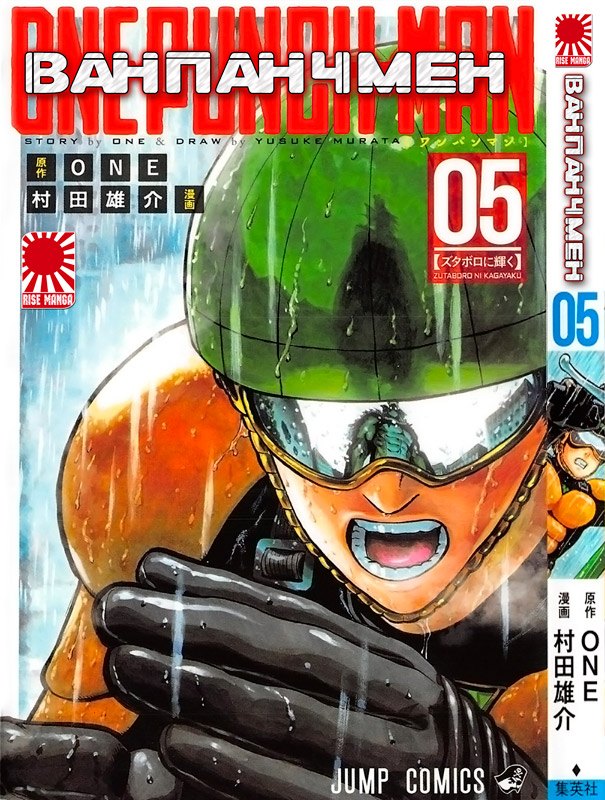 ONE PUNCH-MAN
ВАНПАНЧМЕН
STORY by ONE & DRAW by YUSUKE MURATA
【ワンパンマン】
原作 ONE
村田雄介 漫画
05
【ズタボロに輝く】
ZUTABORO NI KAGAYAKU
RISE MANGA
JUMP COMICS
RISE MANGA
ВАНПАНЧМЕН
05
原作 ONE
漫画 村田雄介
集英社